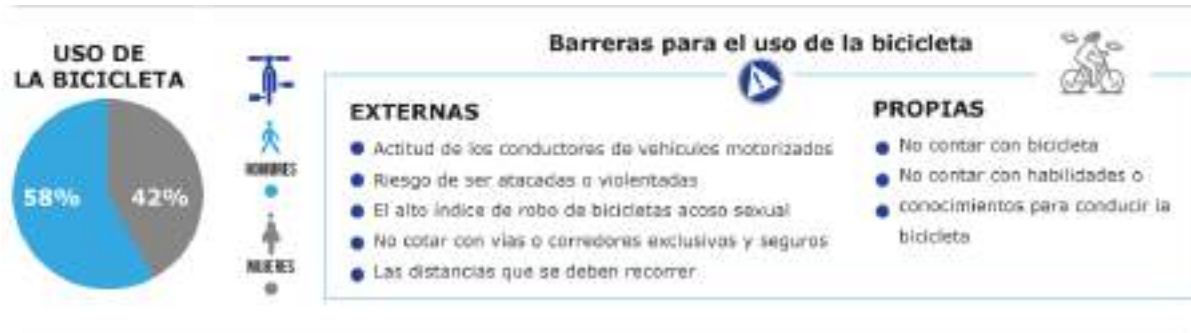 USO DE
LA BICICLETA
58%
42%
HOMBRES
MUJERES
Barreras para el uso de la bicicleta
EXTERNAS
Actitud de los conductores de vehículos motorizados
Riesgo de ser atacadas o violentadas
El alto índice de robo de bicicletas acoso sexual
No cotar con vías o corredores exclusivos y seguros
Las distancias que se deben recorrer
PROPIAS
No contar con bicicleta
No contar con habilidades o
conocimientos para conducir la
bicicleta